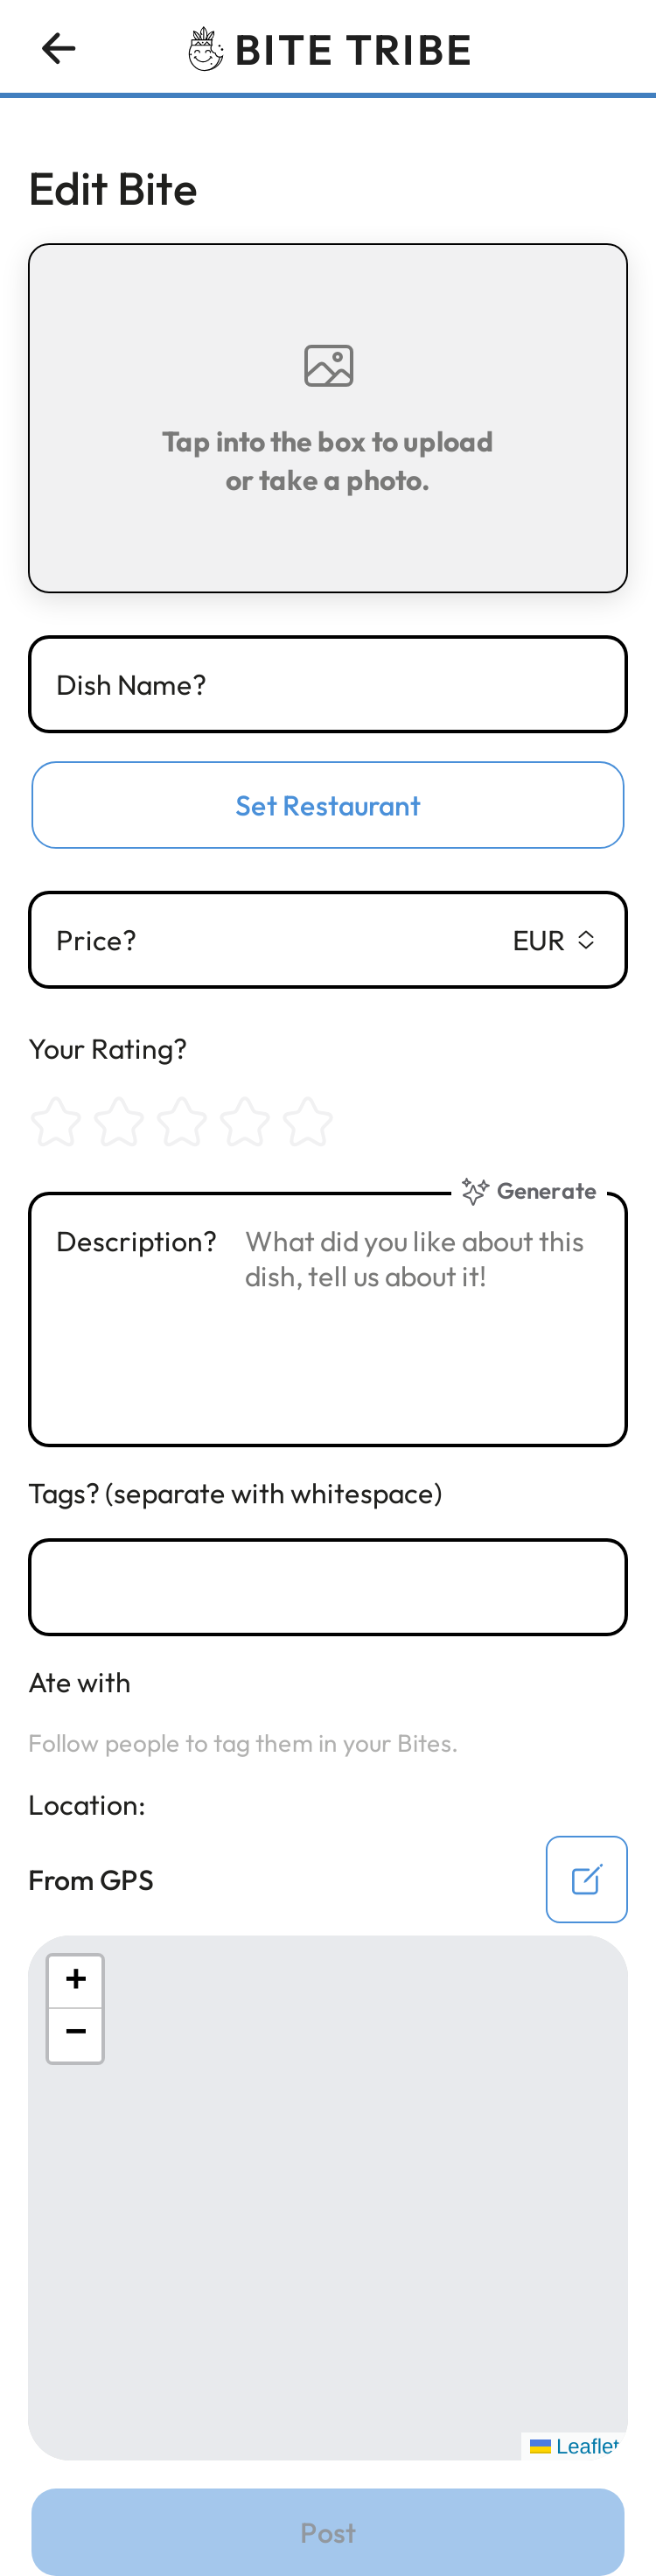 BITE TRIBE
Edit Bite
Tap into the box to upload
or take a photo.
Dish Name?
Set Restaurant
Price?
EUR
Your Rating?
Generate
Description?
What did you like about this
dish, tell us about it!
Tags? (separate with whitespace)
Ate with
Follow people to tag them in your Bites.
Location:
From GPS
+
−
Leaflet
Post